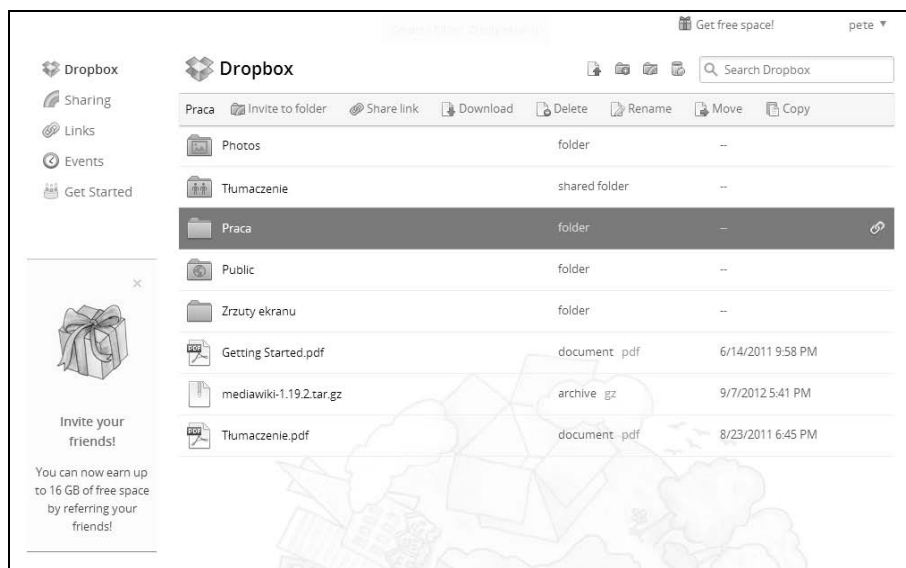 Get free space!
pete
Dropbox
Sharing
Links
Events
Get Started
Dropbox
Search Dropbox
Praca Invite to folder Share link Download Delete Rename Move Copy
Photos folder --
Tłumaczenie shared folder --
Praca folder --
Public folder --
Zrzuty ekranu folder --
Getting Started.pdf document pdf 6/14/2011 9:58 PM
mediawiki-1.19.2.tar.gz archive gz 9/7/2012 5:41 PM
Tłumaczenie.pdf document pdf 8/23/2011 6:45 PM
Invite your
friends!
You can now earn up
to 16 GB of free space
by referring your
friends!